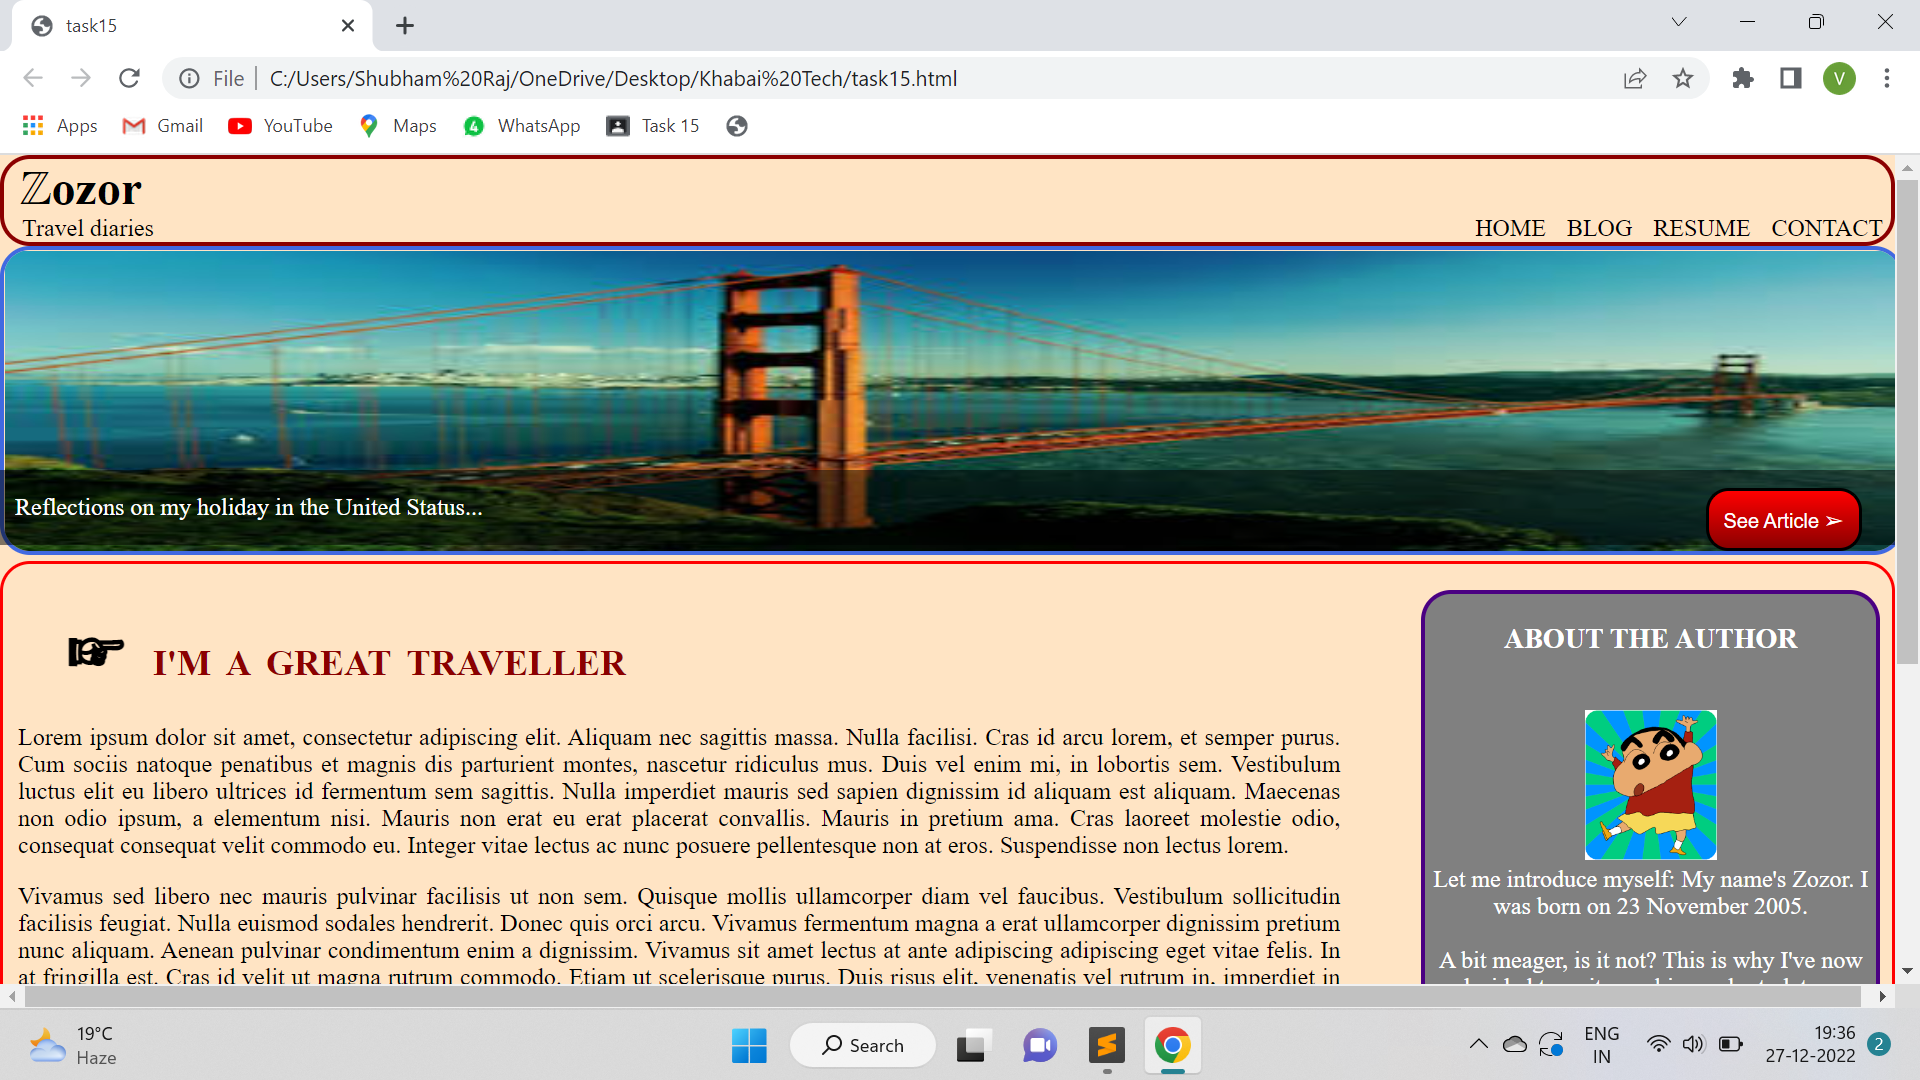 task15
File
C:/Users/Shubham%20Raj/OneDrive/Desktop/Khabai%20Tech/task15.html
V
Apps
Gmail
YouTube
Maps
4
WhatsApp
Task 15
ℤozor
Travel diaries
HOME BLOG RESUME CONTACT
Reflections on my holiday in the United Status...
See Article ➢
I'M A GREAT TRAVELLER
Lorem ipsum dolor sit amet, consectetur adipiscing elit. Aliquam nec sagittis massa. Nulla facilisi. Cras id arcu lorem, et semper purus.
Cum sociis natoque penatibus et magnis dis parturient montes, nascetur ridiculus mus. Duis vel enim mi, in lobortis sem. Vestibulum
luctus elit eu libero ultrices id fermentum sem sagittis. Nulla imperdiet mauris sed sapien dignissim id aliquam est aliquam. Maecenas
non odio ipsum, a elementum nisi. Mauris non erat eu erat placerat convallis. Mauris in pretium ama. Cras laoreet molestie odio,
consequat consequat velit commodo eu. Integer vitae lectus ac nunc posuere pellentesque non at eros. Suspendisse non lectus lorem.
Vivamus sed libero nec mauris pulvinar facilisis ut non sem. Quisque mollis ullamcorper diam vel faucibus. Vestibulum sollicitudin
facilisis feugiat. Nulla euismod sodales hendrerit. Donec quis orci arcu. Vivamus fermentum magna a erat ullamcorper dignissim pretium
nunc aliquam. Aenean pulvinar condimentum enim a dignissim. Vivamus sit amet lectus at ante adipiscing adipiscing eget vitae felis. In
at fringilla est. Cras id velit ut magna rutrum commodo. Etiam ut scelerisque purus. Duis risus elit, venenatis vel rutrum in, imperdiet in
ABOUT THE AUTHOR
Let me introduce myself: My name's Zozor. I
was born on 23 November 2005.
A bit meager, is it not? This is why I've now
19°C
Haze
Search
ENG
IN
19:36
27-12-2022
2